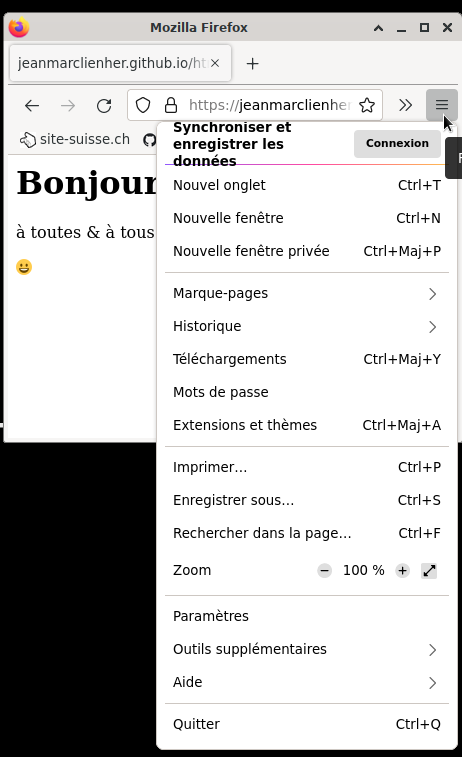 Mozilla Firefox
jeanmarclienher.github.io/ht
https://jeanmarclienher
site-suisse.ch
Bonjour
à toutes & à tous
Synchroniser et
enregistrer les
données
Connexion
Nouvel onglet Ctrl+T
Nouvelle fenêtre Ctrl+N
Nouvelle fenêtre privée Ctrl+Maj+P
Marque-pages
Historique
Téléchargements Ctrl+Maj+Y
Mots de passe
Extensions et thèmes Ctrl+Maj+A
Imprimer… Ctrl+P
Enregistrer sous… Ctrl+S
Rechercher dans la page… Ctrl+F
Zoom − 100 % +
Paramètres
Outils supplémentaires
Aide
Quitter Ctrl+Q